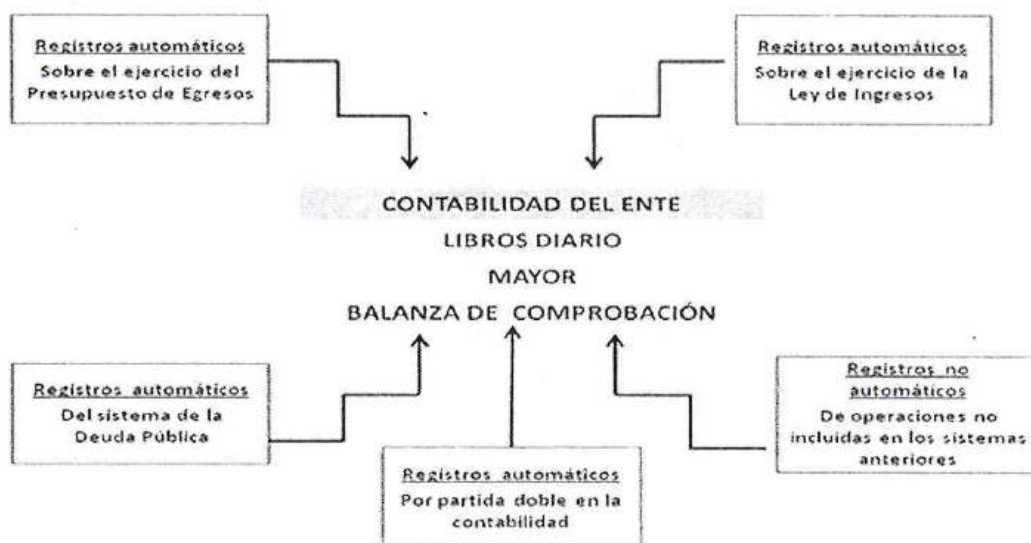 Registros automáticos
Sobre el ejercicio del
Presupuesto de Egresos
Registros automáticos
Sobre el ejercicio de la
Ley de Ingresos
CONTABILIDAD DEL ENTE
LIBROS DIARIO
MAYOR
BALANZA DE COMPROBACIÓN
Registros automáticos
Del sistema de la
Deuda Pública
Registros automáticos
Por partida doble en la
contabilidad
Registros no
automáticos
De operaciones no
incluidas en los sistemas
anteriores